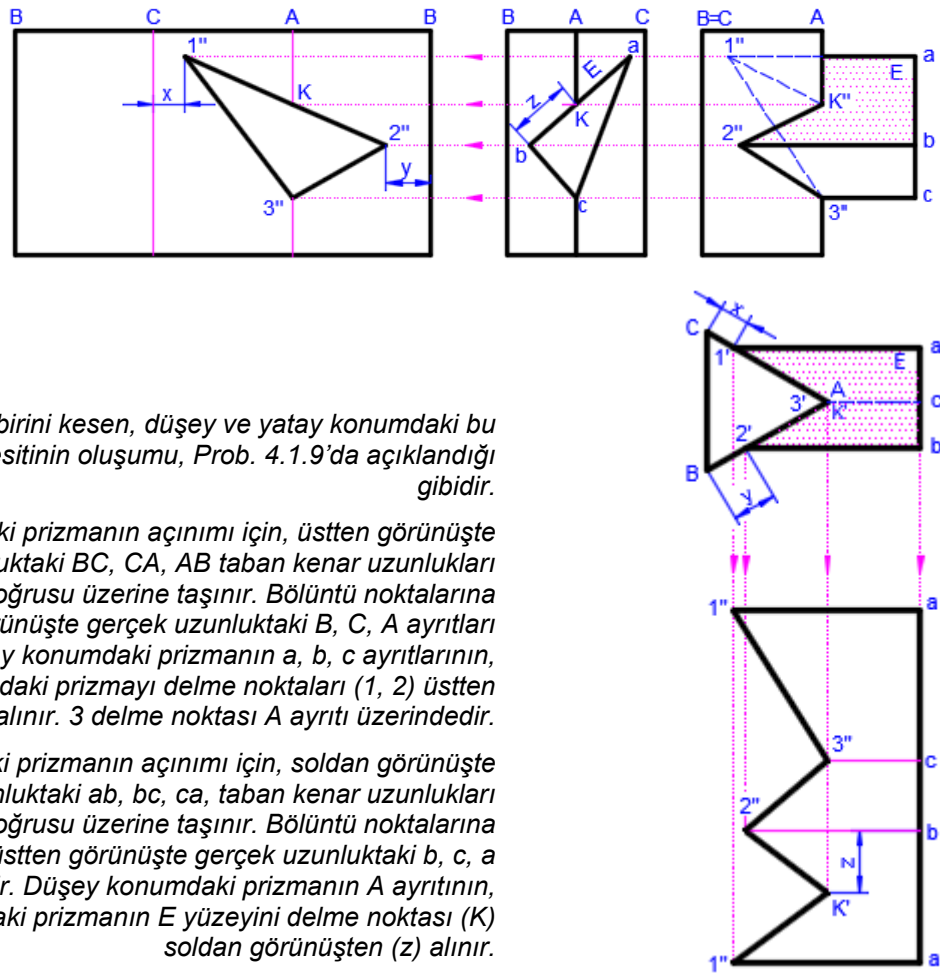 B C A B B A C B=C A
1" a 1" a
E E
x K z K K"
2" b 2" b
y
3" c 3" c
x
C a
1' E
A
3' K' c
2'
B b
y
birini kesen, düşey ve yatay konumdaki bu
esitinin oluşumu, Prob. 4.1.9’da açıklandığı
gibidir.
ki prizmanın açınımı için, üstten görünüşte
luktaki BC, CA, AB taban kenar uzunlukları
oğrusu üzerine taşınır. Bölüntü noktalarına
rünüşte gerçek uzunluktaki B, C, A ayrıtları
y konumdaki prizmanın a, b, c ayrıtlarının,
daki prizmayı delme noktaları (1, 2) üstten
alınır. 3 delme noktası A ayrıtı üzerindedir.
ki prizmanın açınımı için, soldan görünüşte
nluktaki ab, bc, ca, taban kenar uzunlukları
oğrusu üzerine taşınır. Bölüntü noktalarına
üstten görünüşte gerçek uzunluktaki b, c, a
ir. Düşey konumdaki prizmanın A ayrıtının,
aki prizmanın E yüzeyini delme noktası (K)
soldan görünüşten (z) alınır.
1" a
3" c
2" b
z
K'
1" a